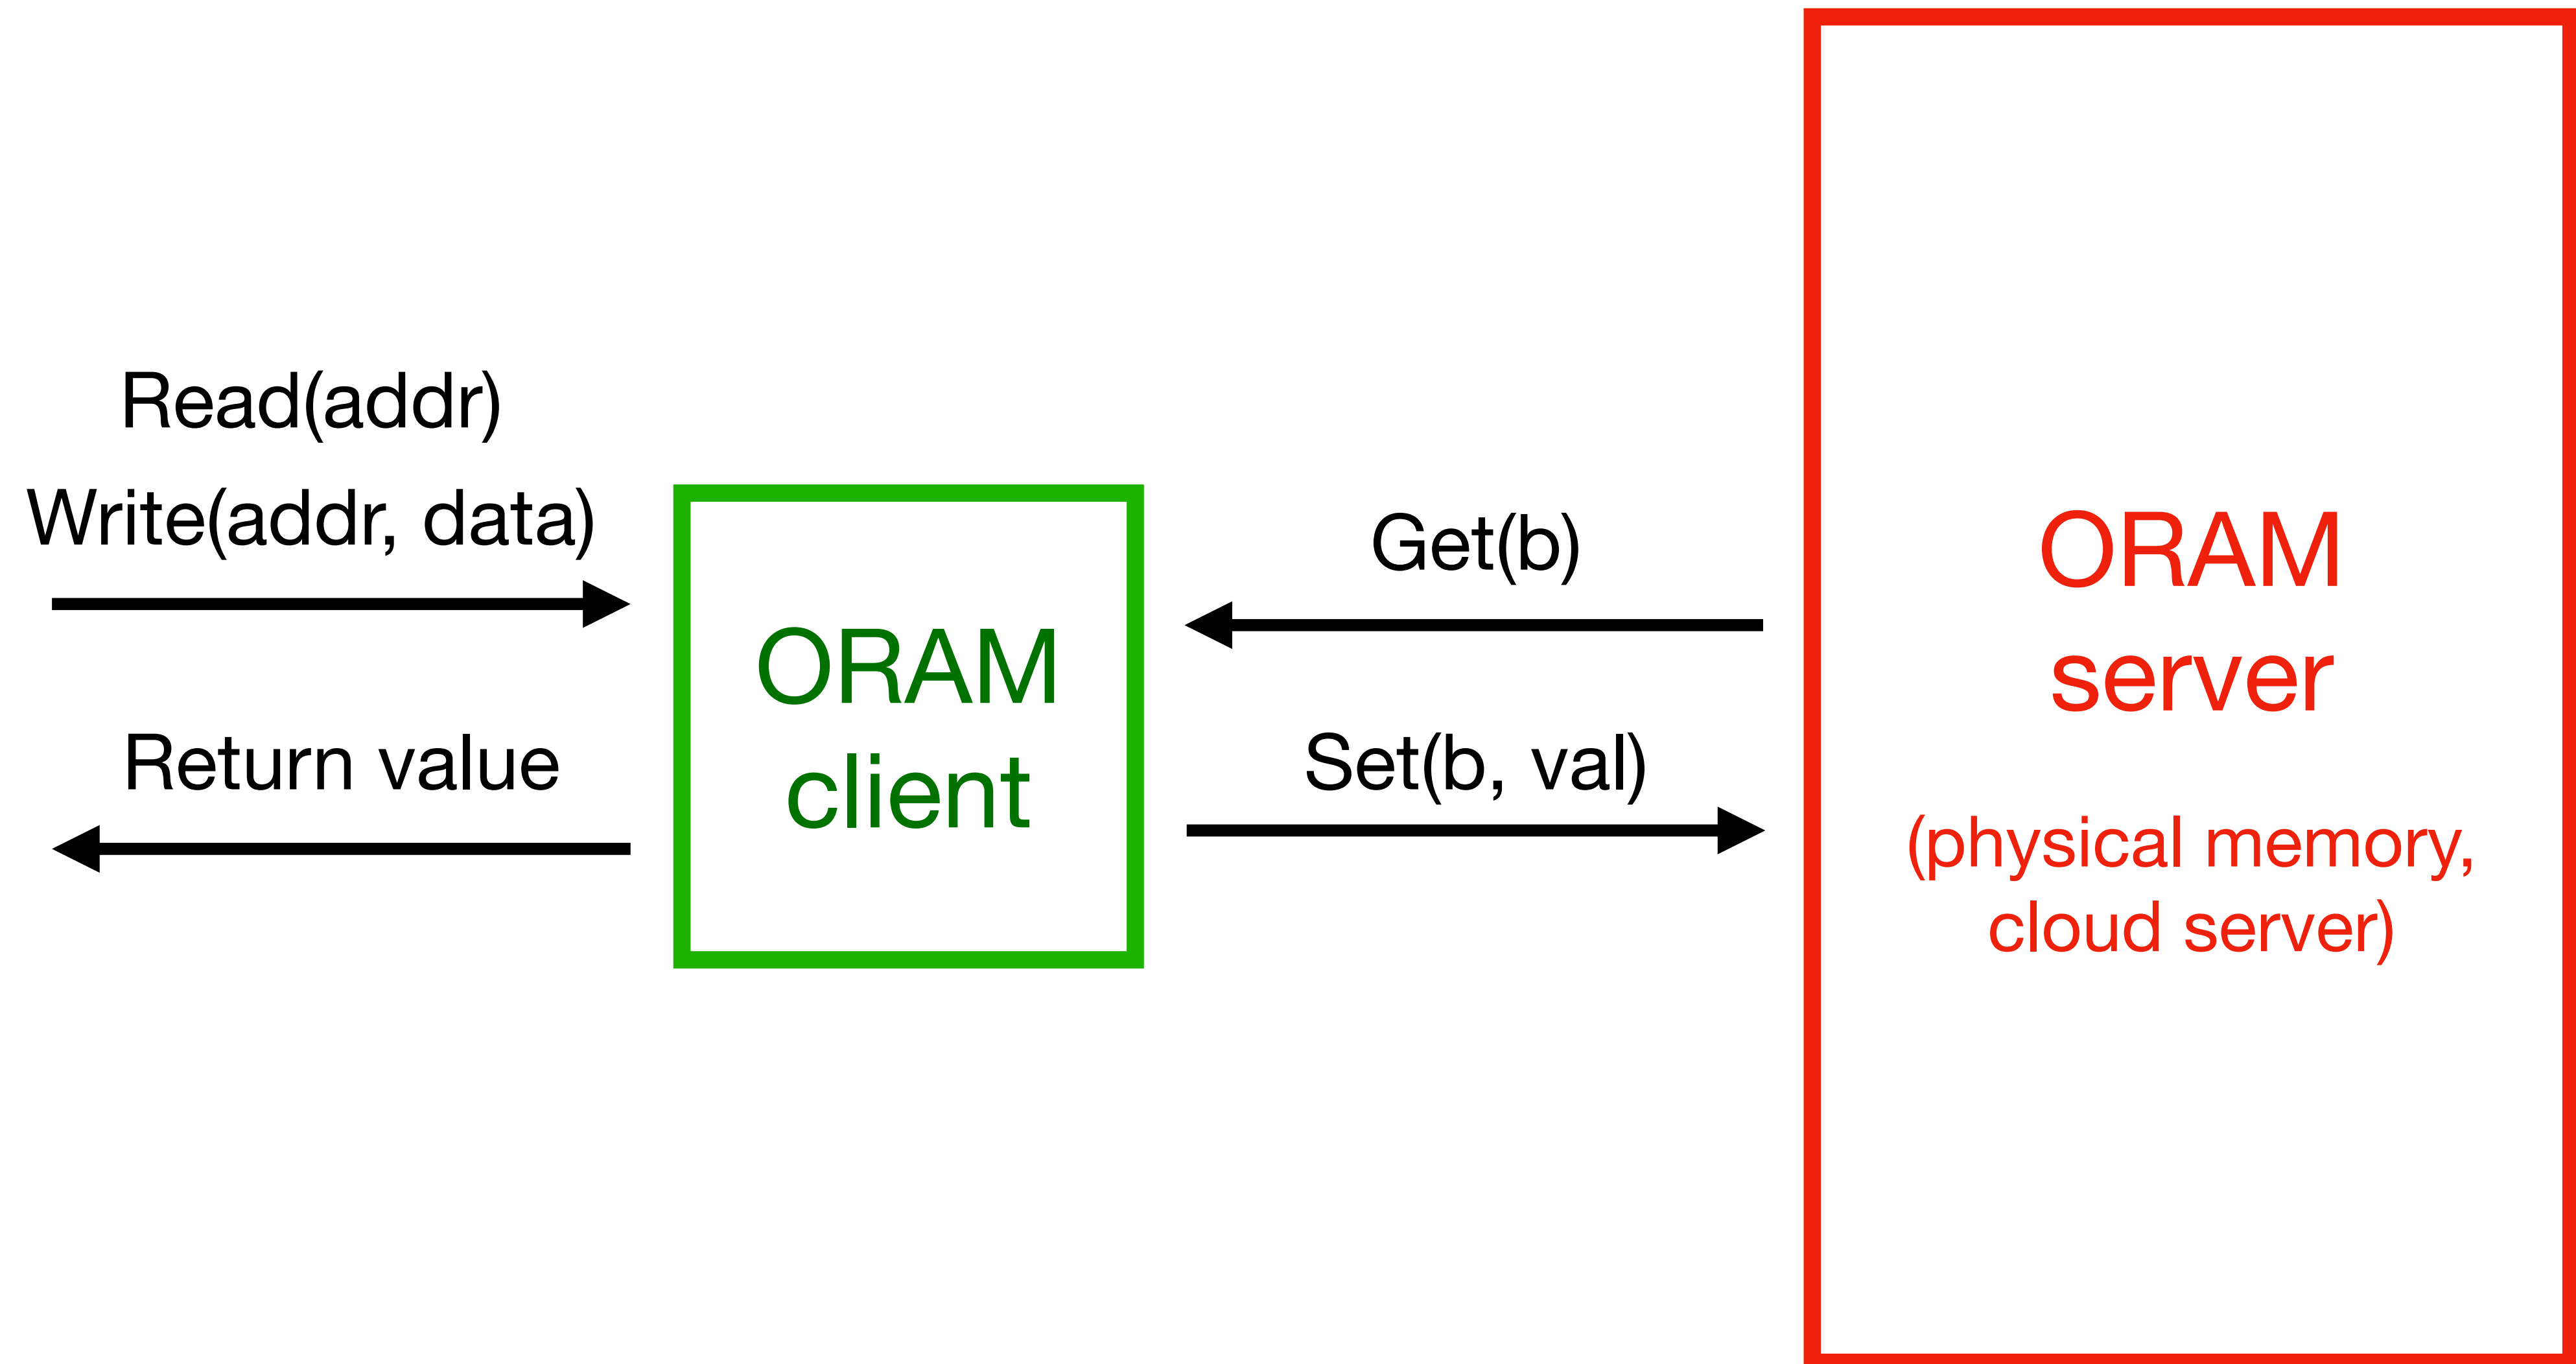 Read(addr)
Write(addr, data)
Return value
ORAM
client
Get(b)
Set(b, val)
ORAM
server
(physical memory,
cloud server)